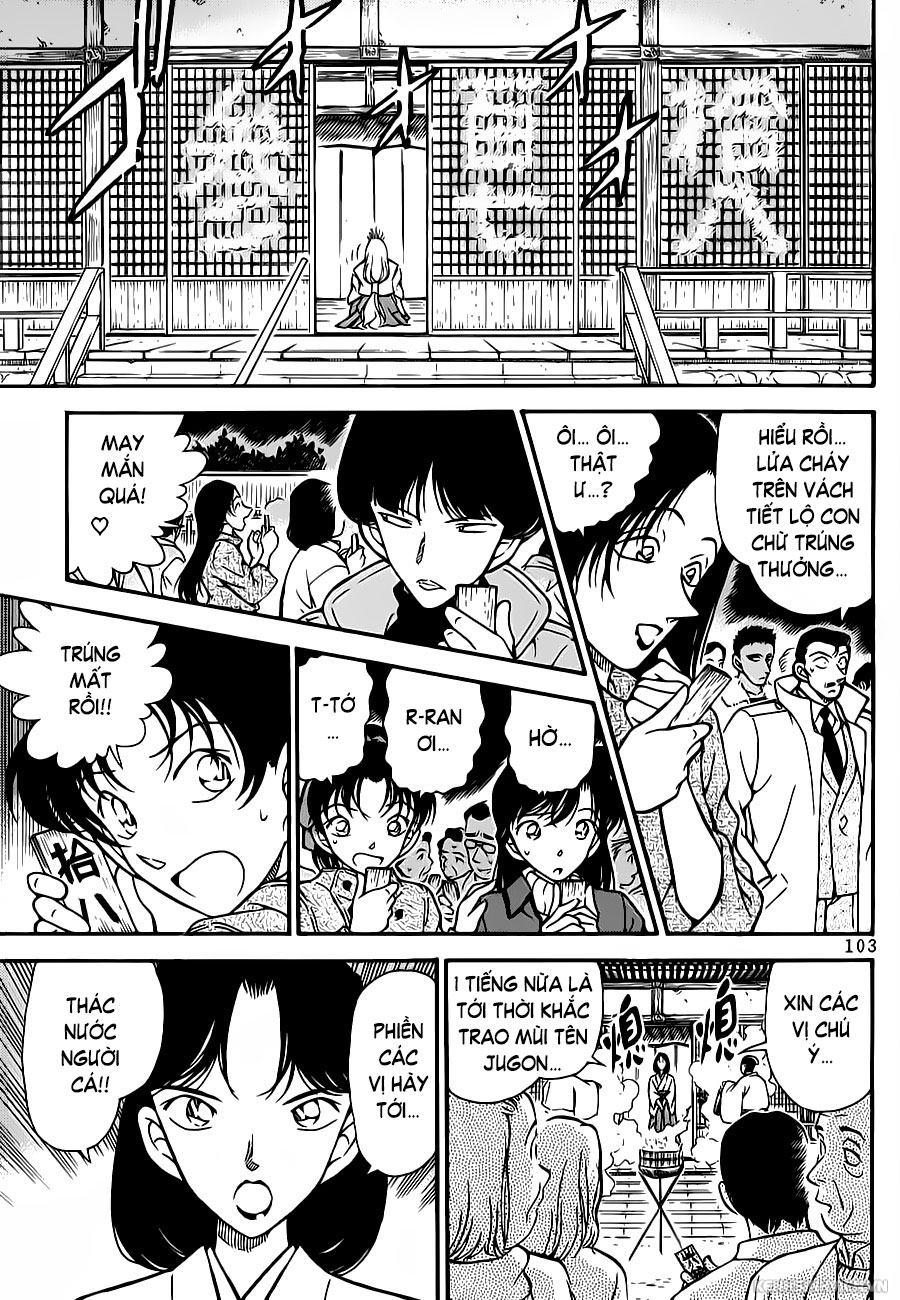 HIỂU RỒI...
LỬA CHÁY
TRÊN VÁCH
TIẾT LỘ CON
CHỮ TRÚNG
THƯỞNG...
ÔI... ÔI...
THẬT
Ư...?
MAY
MẮN
QUÁ!
♡
HỜ...
R-RAN
ƠI...
T-TỚ
...
TRÚNG
MẤT
RỒI!!
拾
八
103
XIN CÁC
VỊ CHÚ
Ý...
1 TIẾNG NỮA LÀ
TỚI THỜI KHẮC
TRAO MŨI TÊN
JUGON...
PHIỀN
CÁC
VỊ HÃY
TỚI...
THÁC
NƯỚC
NGƯỜI
CÁ!!